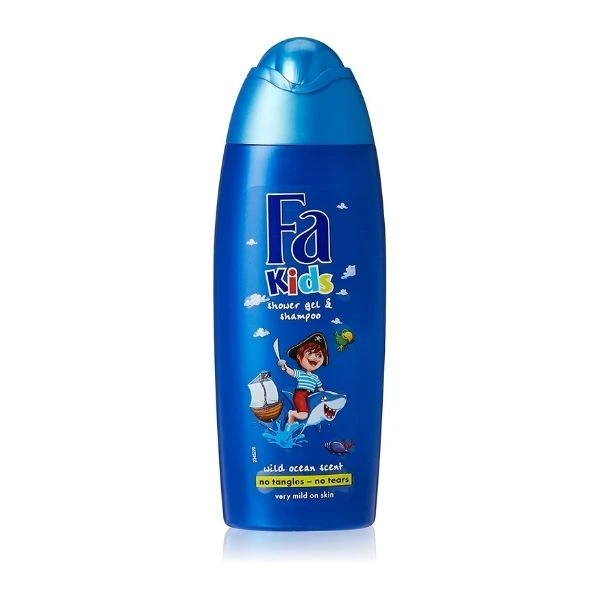 Fa
Kids
shower gel &
shampoo
wild ocean scent
no tangles – no tears
very mild on skin